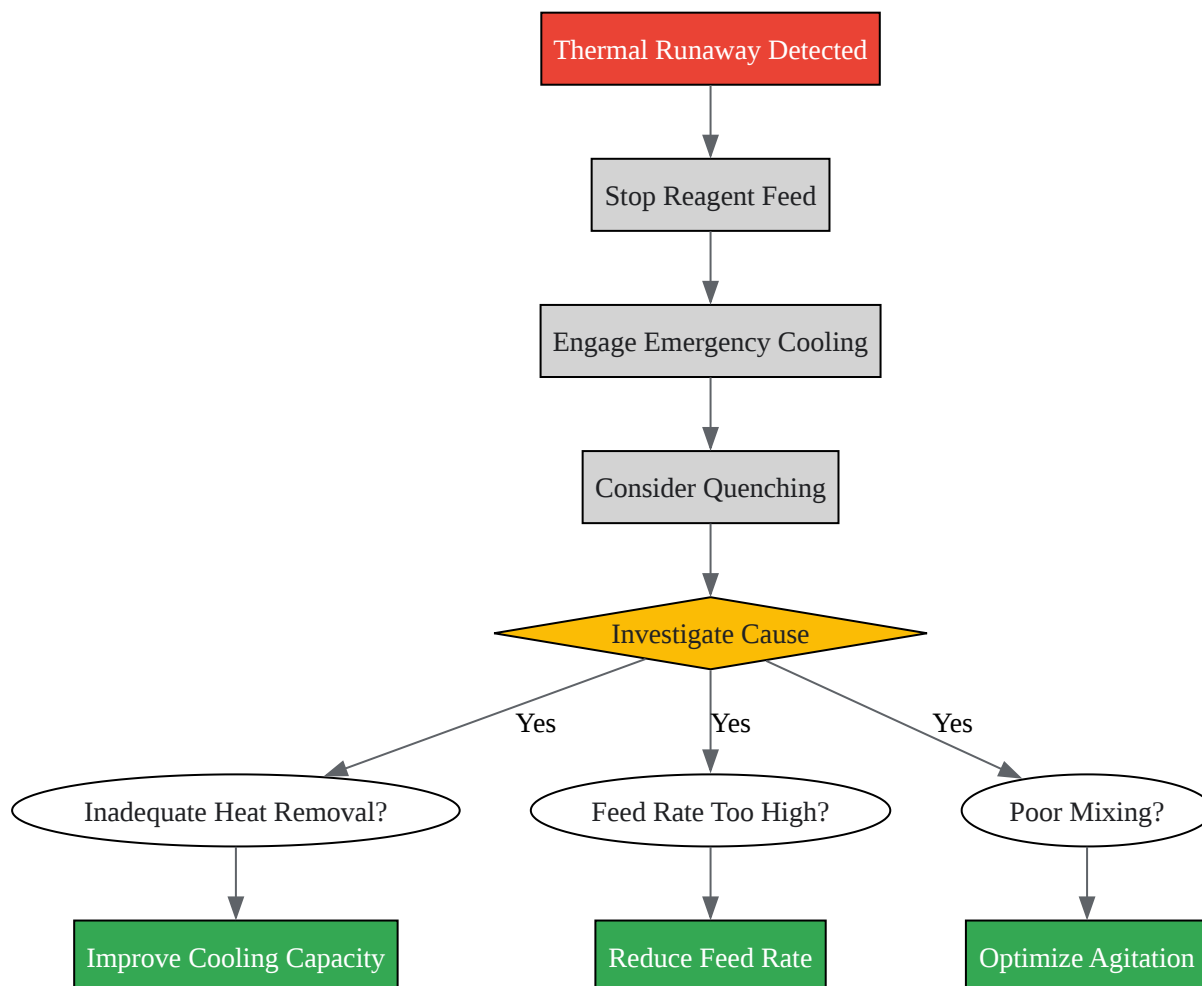 Thermal Runaway Detected
Stop Reagent Feed
Engage Emergency Cooling
Consider Quenching
Investigate Cause
Yes
Yes
Yes
Inadequate Heat Removal?
Feed Rate Too High?
Poor Mixing?
Improve Cooling Capacity
Reduce Feed Rate
Optimize Agitation